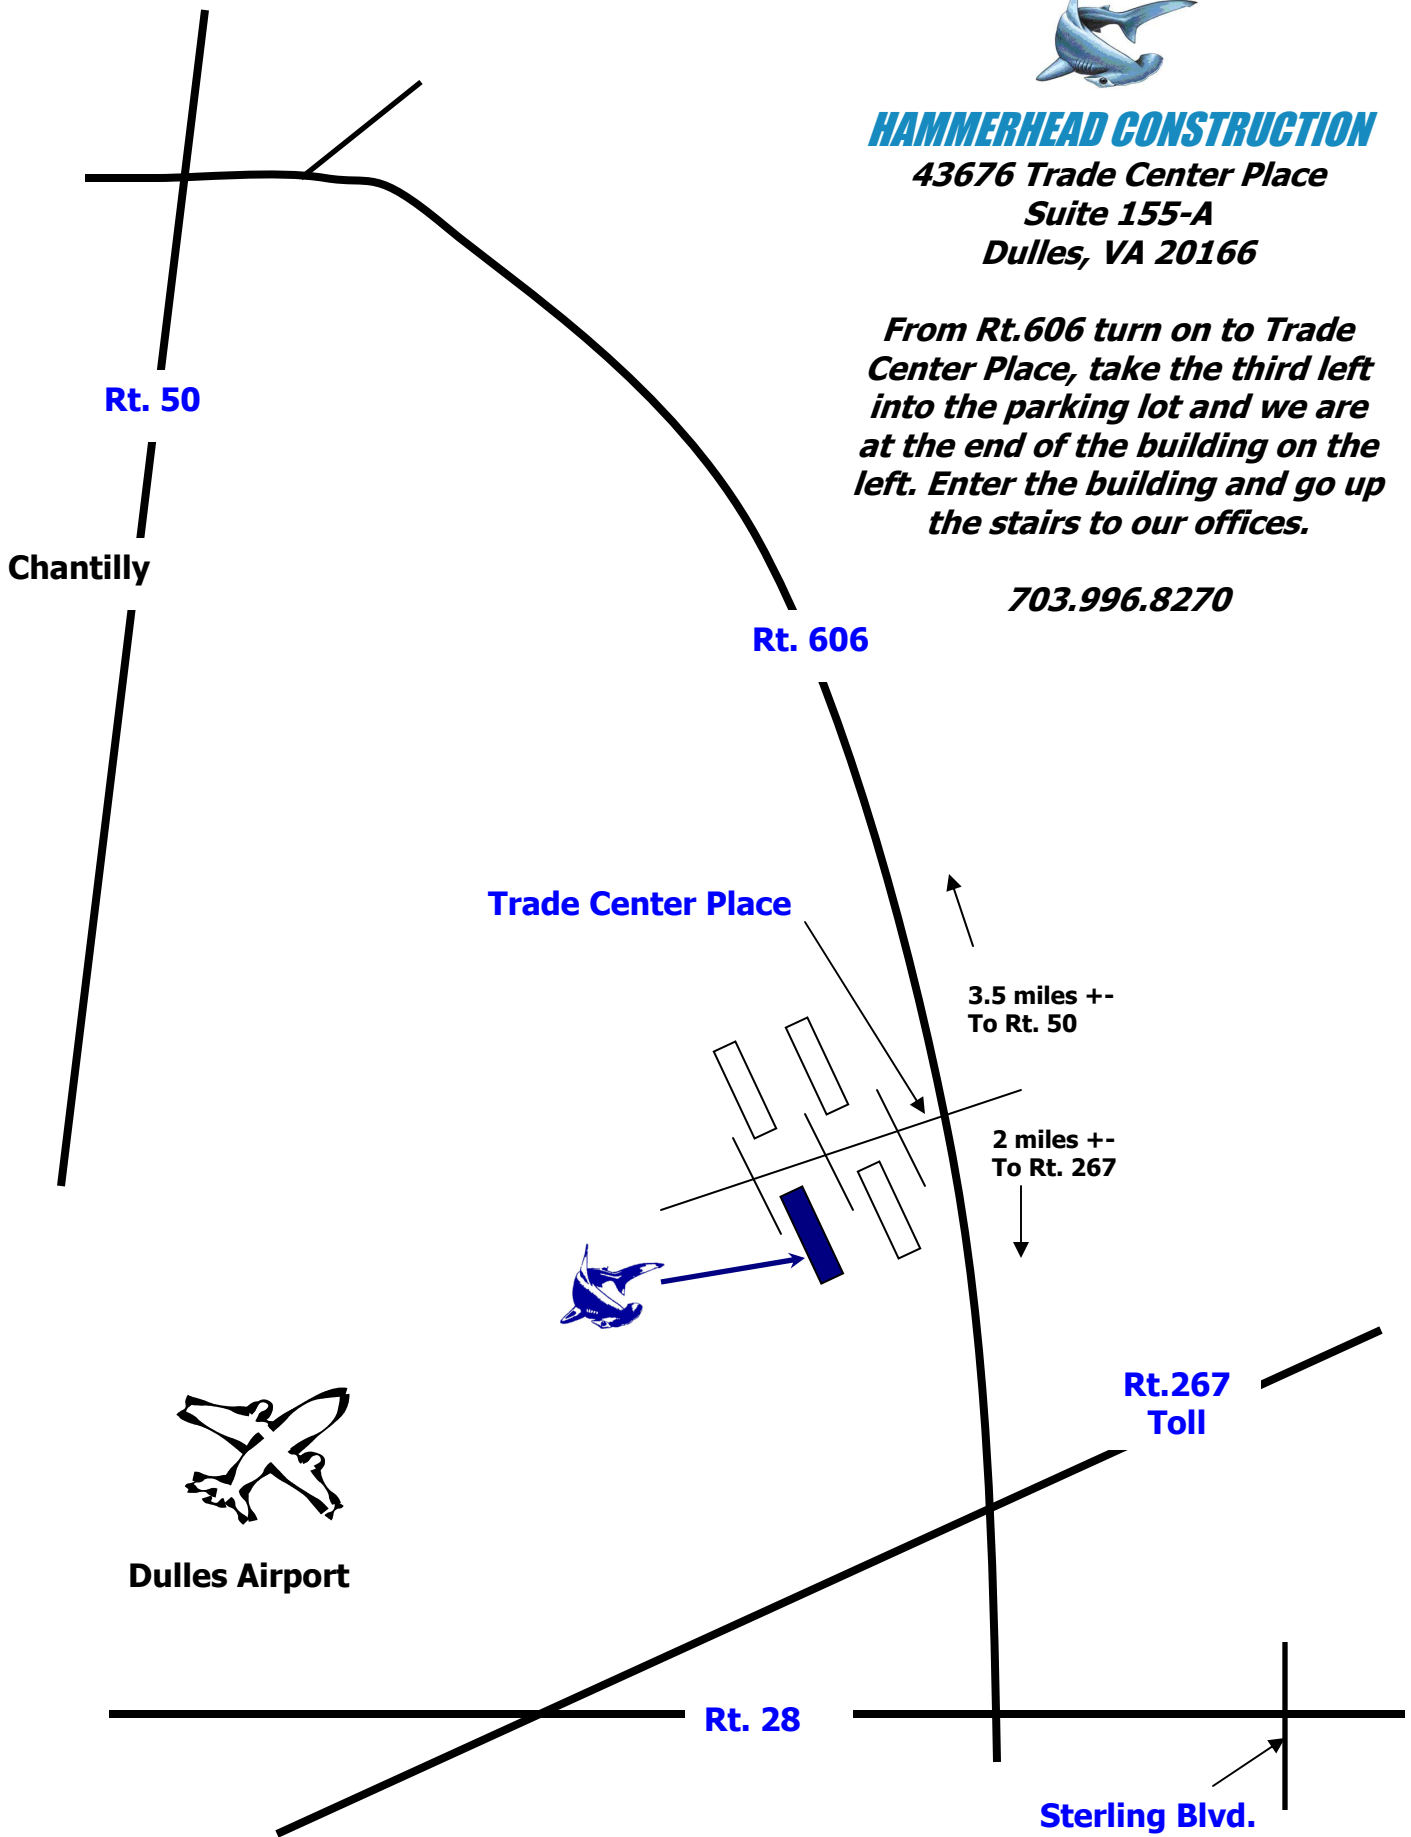 HAMMERHEAD CONSTRUCTION
43676 Trade Center Place
Suite 155-A
Dulles, VA 20166
From Rt.606 turn on to Trade
Center Place, take the third left
into the parking lot and we are
at the end of the building on the
left. Enter the building and go up
the stairs to our offices.
703.996.8270
Rt. 50
Chantilly
Rt. 606
Trade Center Place
3.5 miles +-
To Rt. 50
2 miles +-
To Rt. 267
Rt.267
Toll
Dulles Airport
Rt. 28
Sterling Blvd.